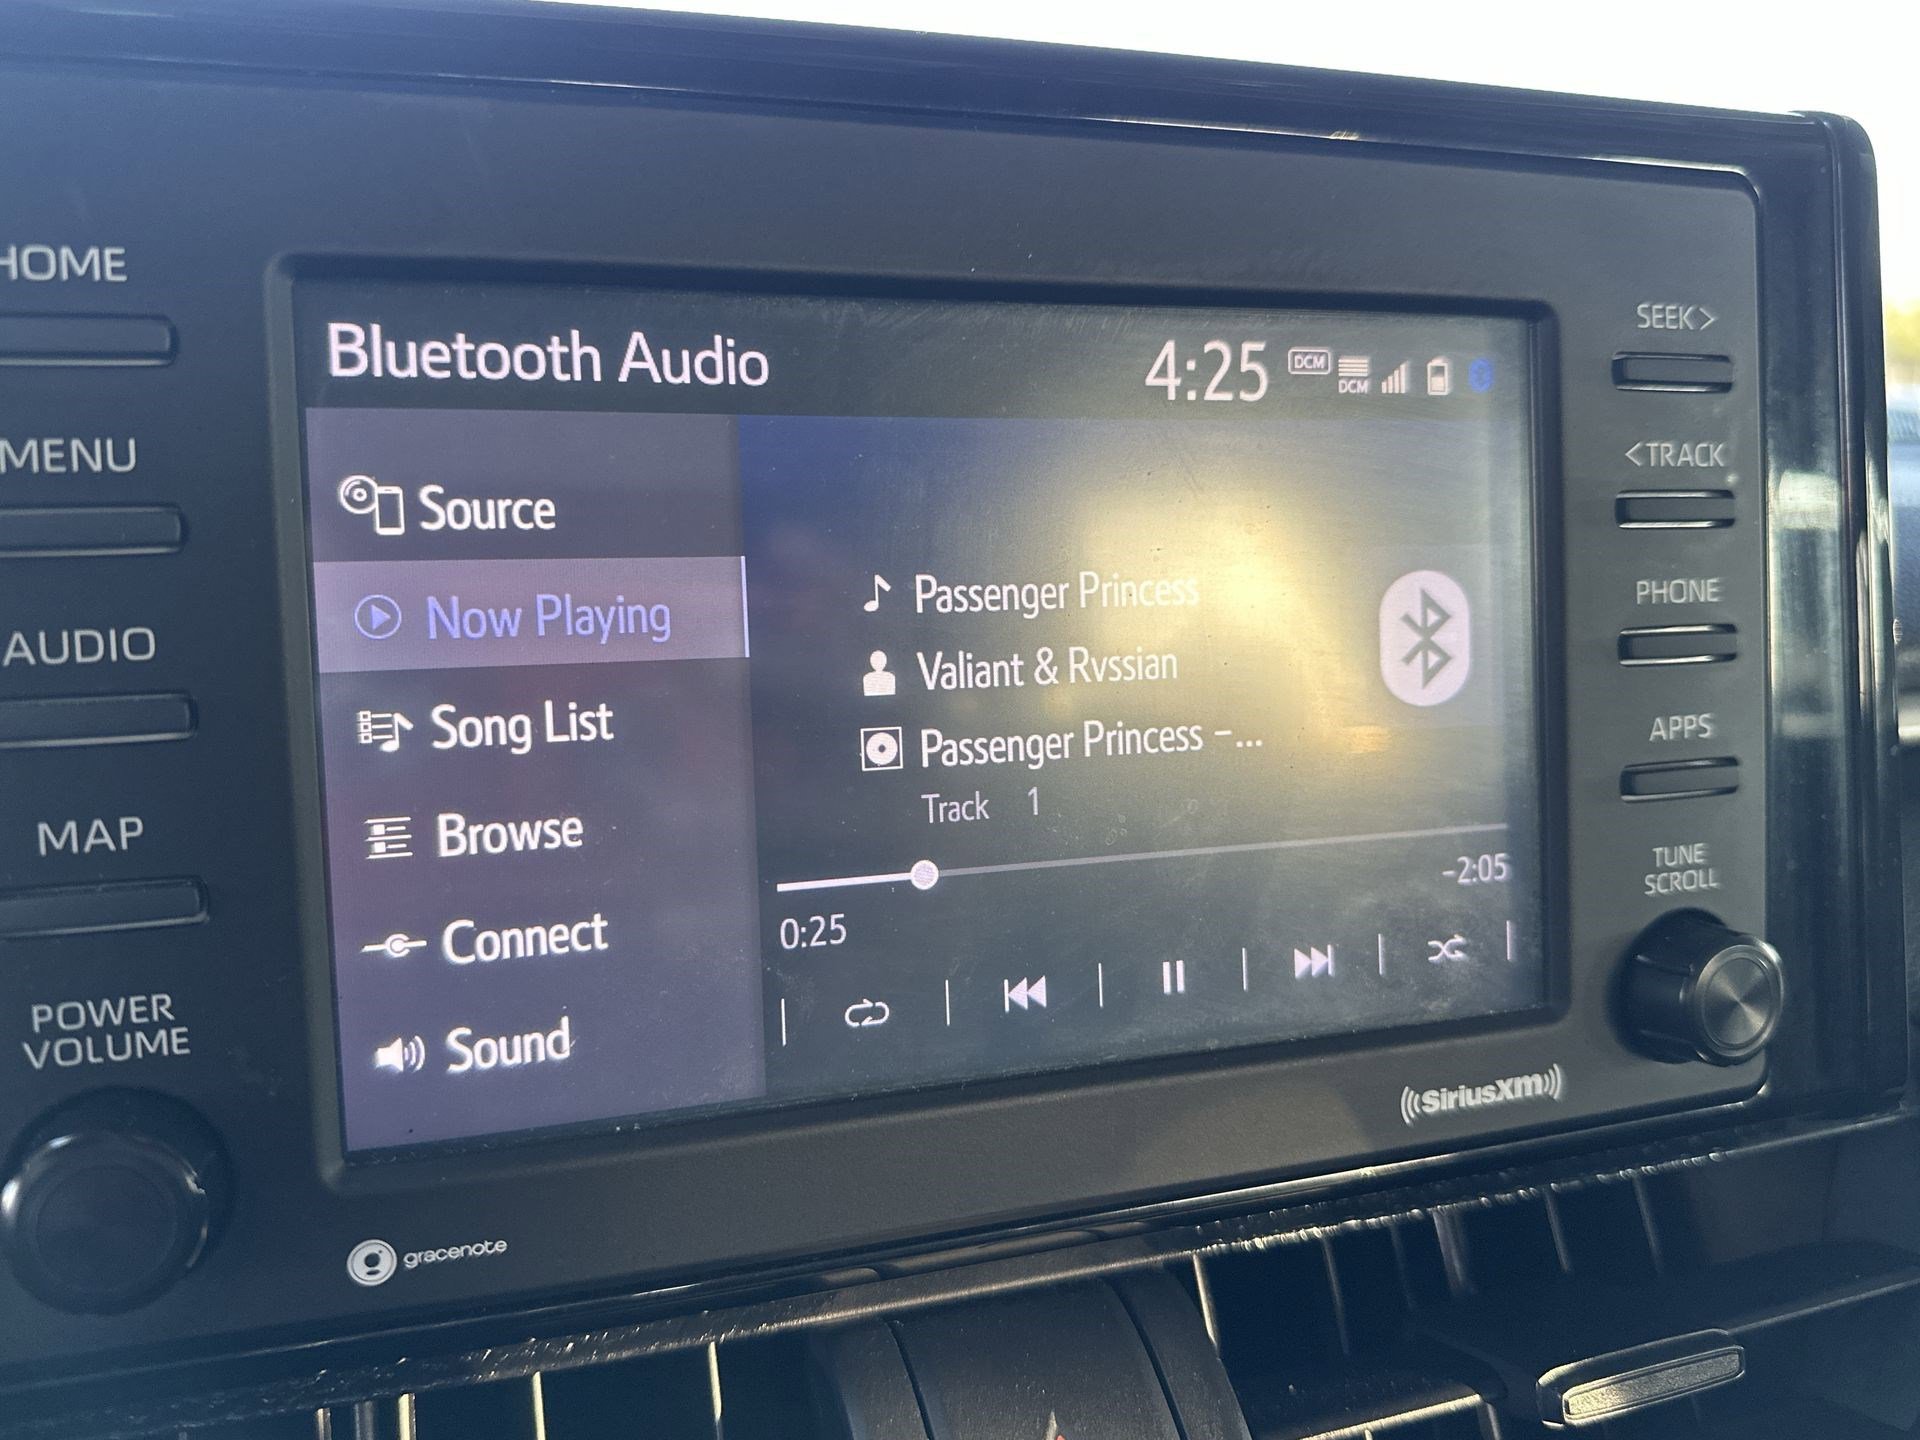 HOME
MENU
AUDIO
MAP
POWER
VOLUME
Bluetooth Audio
4:25
DCM
DCM
Source
Now Playing
Song List
Browse
Connect
Sound
Passenger Princess
Valiant & Rvssian
Passenger Princess –...
Track 1
0:25
-2:05
SEEK>
<TRACK
PHONE
APPS
TUNE
SCROLL
((SiriusXM))
gracenote